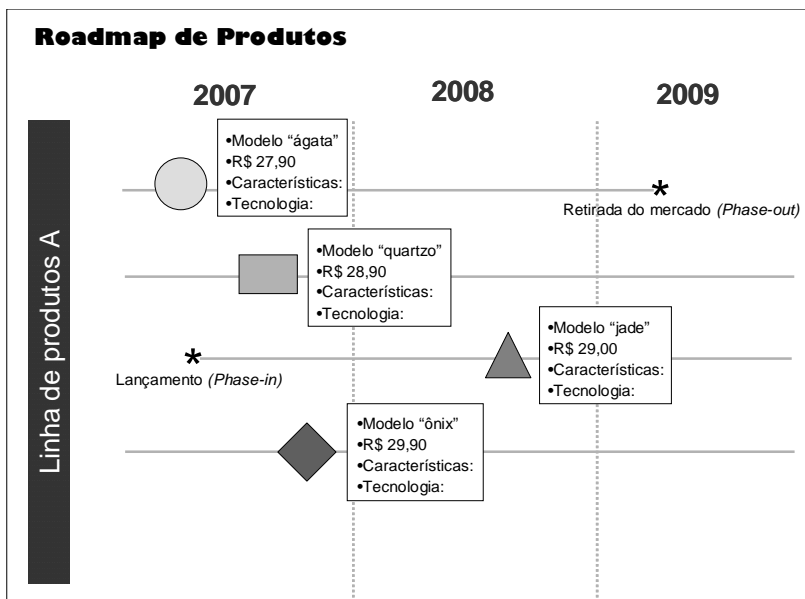 Roadmap de Produtos
2007
2008
2009
Linha de produtos A
•Modelo “ágata”
•R$ 27,90
•Características:
•Tecnologia:
*
Retirada do mercado (Phase-out)
•Modelo “quartzo”
•R$ 28,90
•Características:
•Tecnologia:
*
Lançamento (Phase-in)
•Modelo “jade”
•R$ 29,00
•Características:
•Tecnologia:
•Modelo “ônix”
•R$ 29,90
•Características:
•Tecnologia: